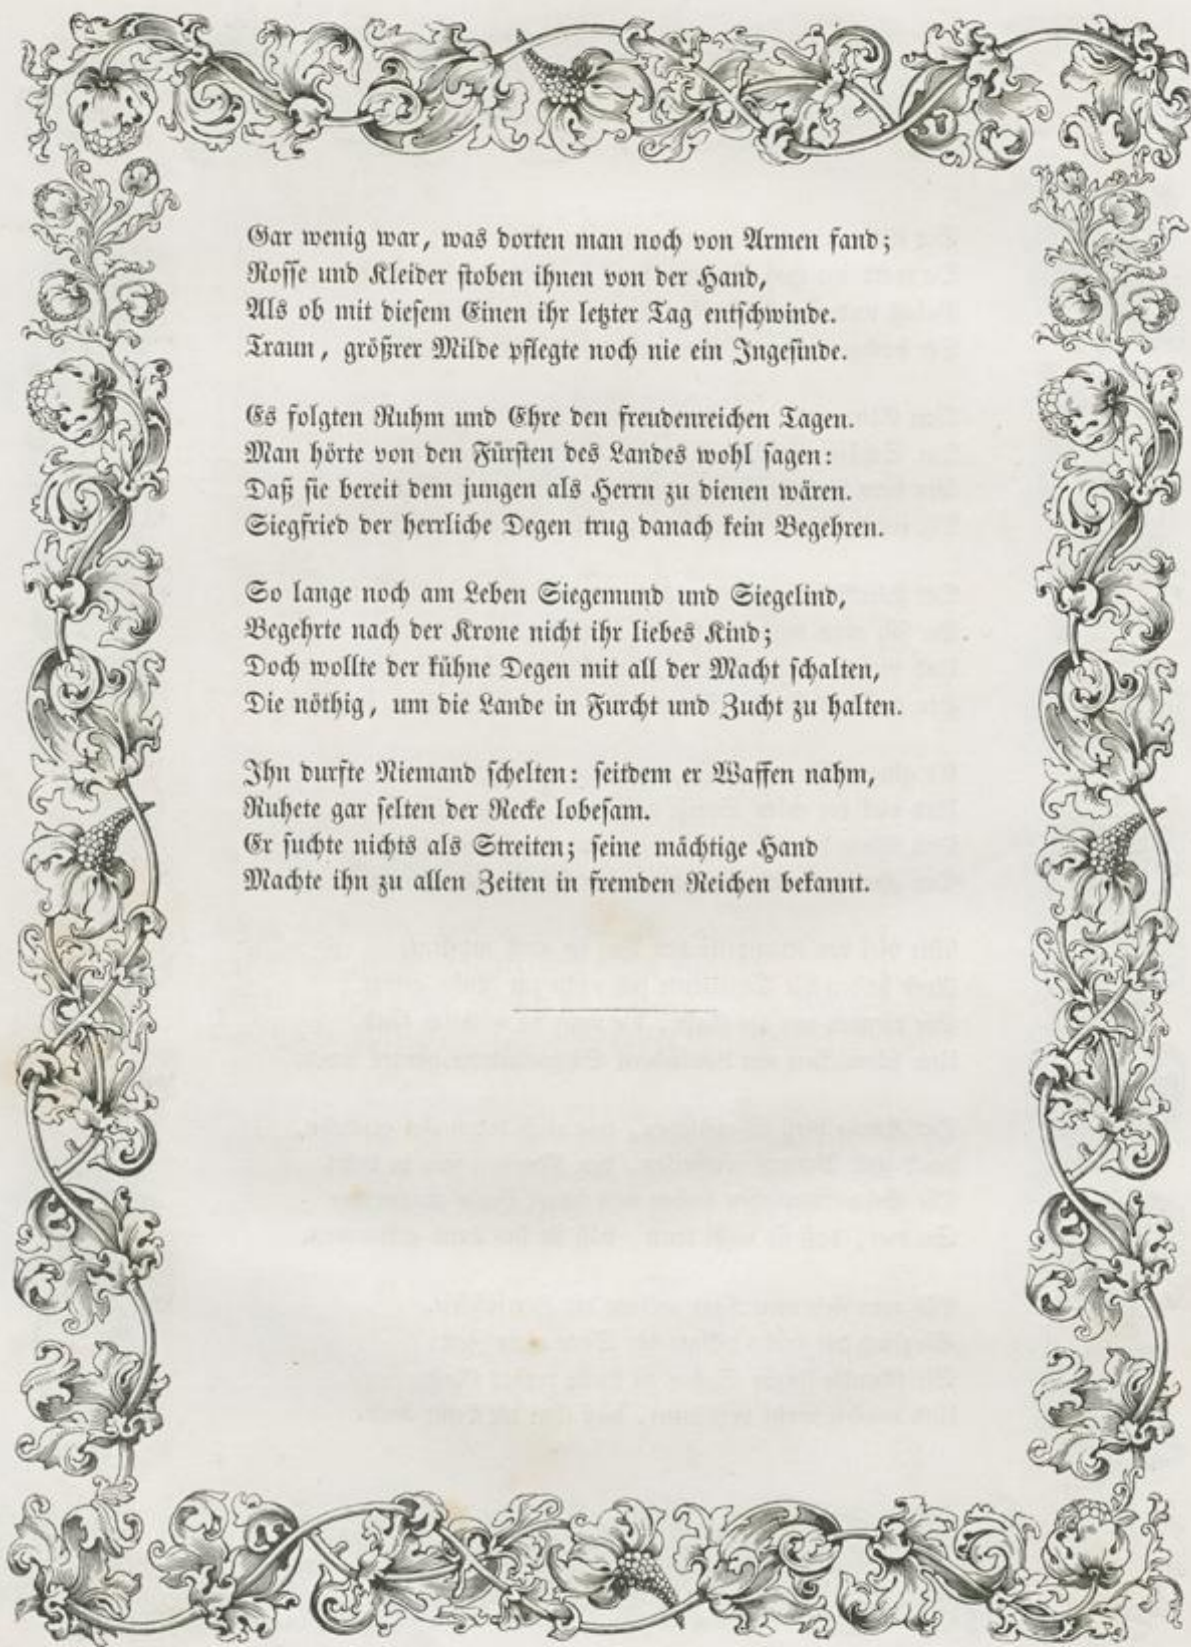 Gar wenig war, was dorten man noch von Armen fand;
Rosse und Kleider stoben ihnen von der Hand,
Als ob mit diesem Einen ihr letzter Tag entschwinde.
Traun, größrer Milde pflegte noch nie ein Ingesinde.

Es folgten Ruhm und Ehre den freudenreichen Tagen.
Man hörte von den Fürsten des Landes wohl sagen:
Daß sie bereit dem jungen als Herrn zu dienen wären.
Siegfried der herrliche Degen trug danach kein Begehren.

So lange noch am Leben Siegemund und Siegelind,
Begehrte nach der Krone nicht ihr liebes Kind;
Doch wollte der kühne Degen mit all der Macht schalten,
Die nöthig, um die Lande in Furcht und Zucht zu halten.

Ihn durfte Niemand schelten: seitdem er Waffen nahm,
Ruhete gar selten der Recke lobesam.
Er suchte nichts als Streiten; seine mächtige Hand
Machte ihn zu allen Zeiten in fremden Reichen bekannt.